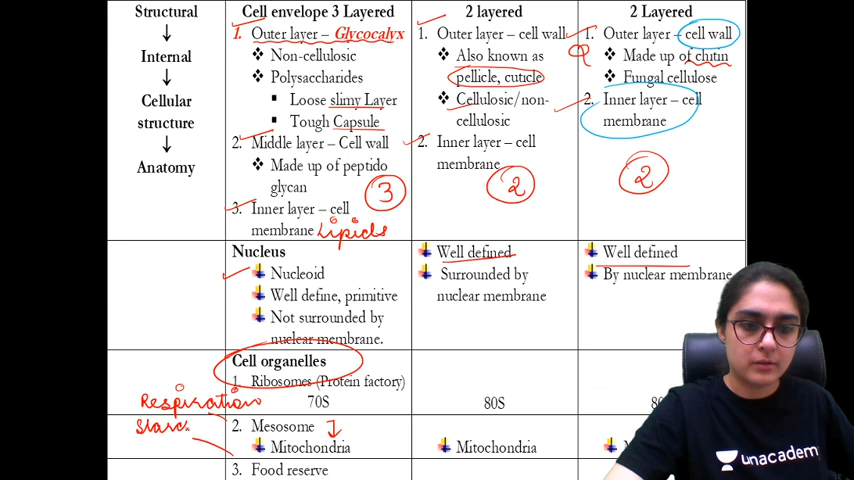 Structural
Internal
Cellular
structure
Anatomy
Cell envelope 3 Layered
1. Outer layer – Glycocalyx
Non-cellulosic
Polysaccharides
Loose slimy Layer
Tough Capsule
2. Middle layer – Cell wall
Made up of peptido
glycan
3
3. Inner layer – cell
membrane Lipids
2 layered
1. Outer layer – cell wall
Also known as
pellicle, cuticle
Cellulosic/non-
cellulosic
2. Inner layer – cell
membrane
2
2 Layered
1. Outer layer – cell wall
Made up of chitin
Fungal cellulose
2. Inner layer – cell
membrane
2
Nucleus
Nucleoid
Well define, primitive
Not surrounded by
nuclear membrane.
Well defined
Surrounded by
nuclear membrane
Well defined
By nuclear membrane
Cell organelles
1. Ribosomes (Protein factory)
70S
80S
Respiration
2. Mesosome
Mitochondria
Mitochondria
3. Food reserve
unacademy